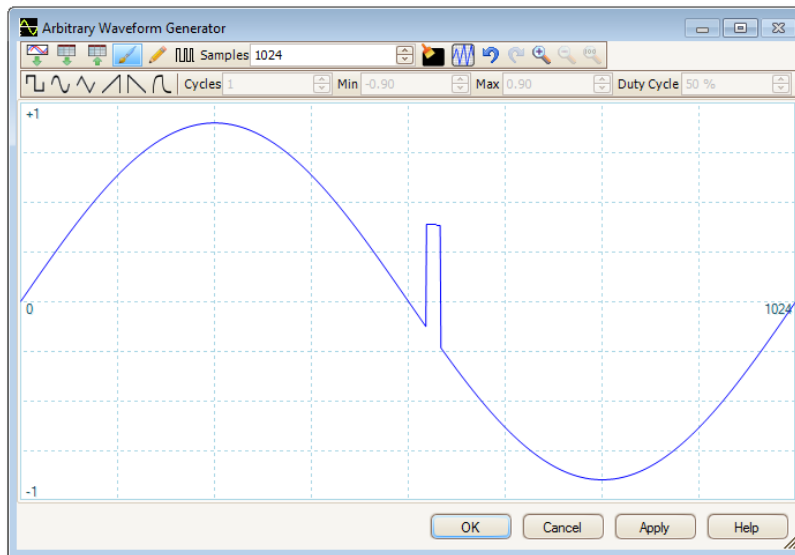 Arbitrary Waveform Generator
Samples 1024
Cycles 1 Min -0.90 Max 0.90 Duty Cycle 50 %
+1
0 1024
-1
OK Cancel Apply Help